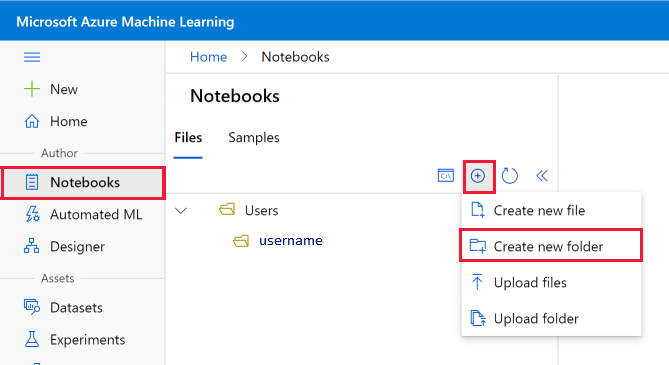 Microsoft Azure Machine Learning
Home > Notebooks
New
Home
Author
Notebooks
Automated ML
Designer
Assets
Datasets
Experiments
Notebooks
Files Samples
C:\
Users
username
Create new file
Create new folder
Upload files
Upload folder